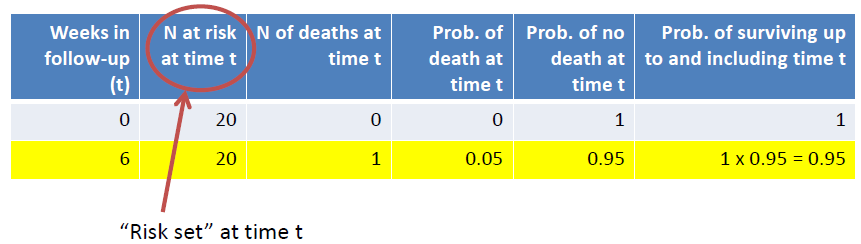 Weeks in follow-up (t) N at risk at time t N of deaths at time t Prob. of death at time t Prob. of no death at time t Prob. of surviving up to and including time t
0 20 0 0 1 1
6 20 1 0.05 0.95 1 x 0.95 = 0.95
“Risk set” at time t